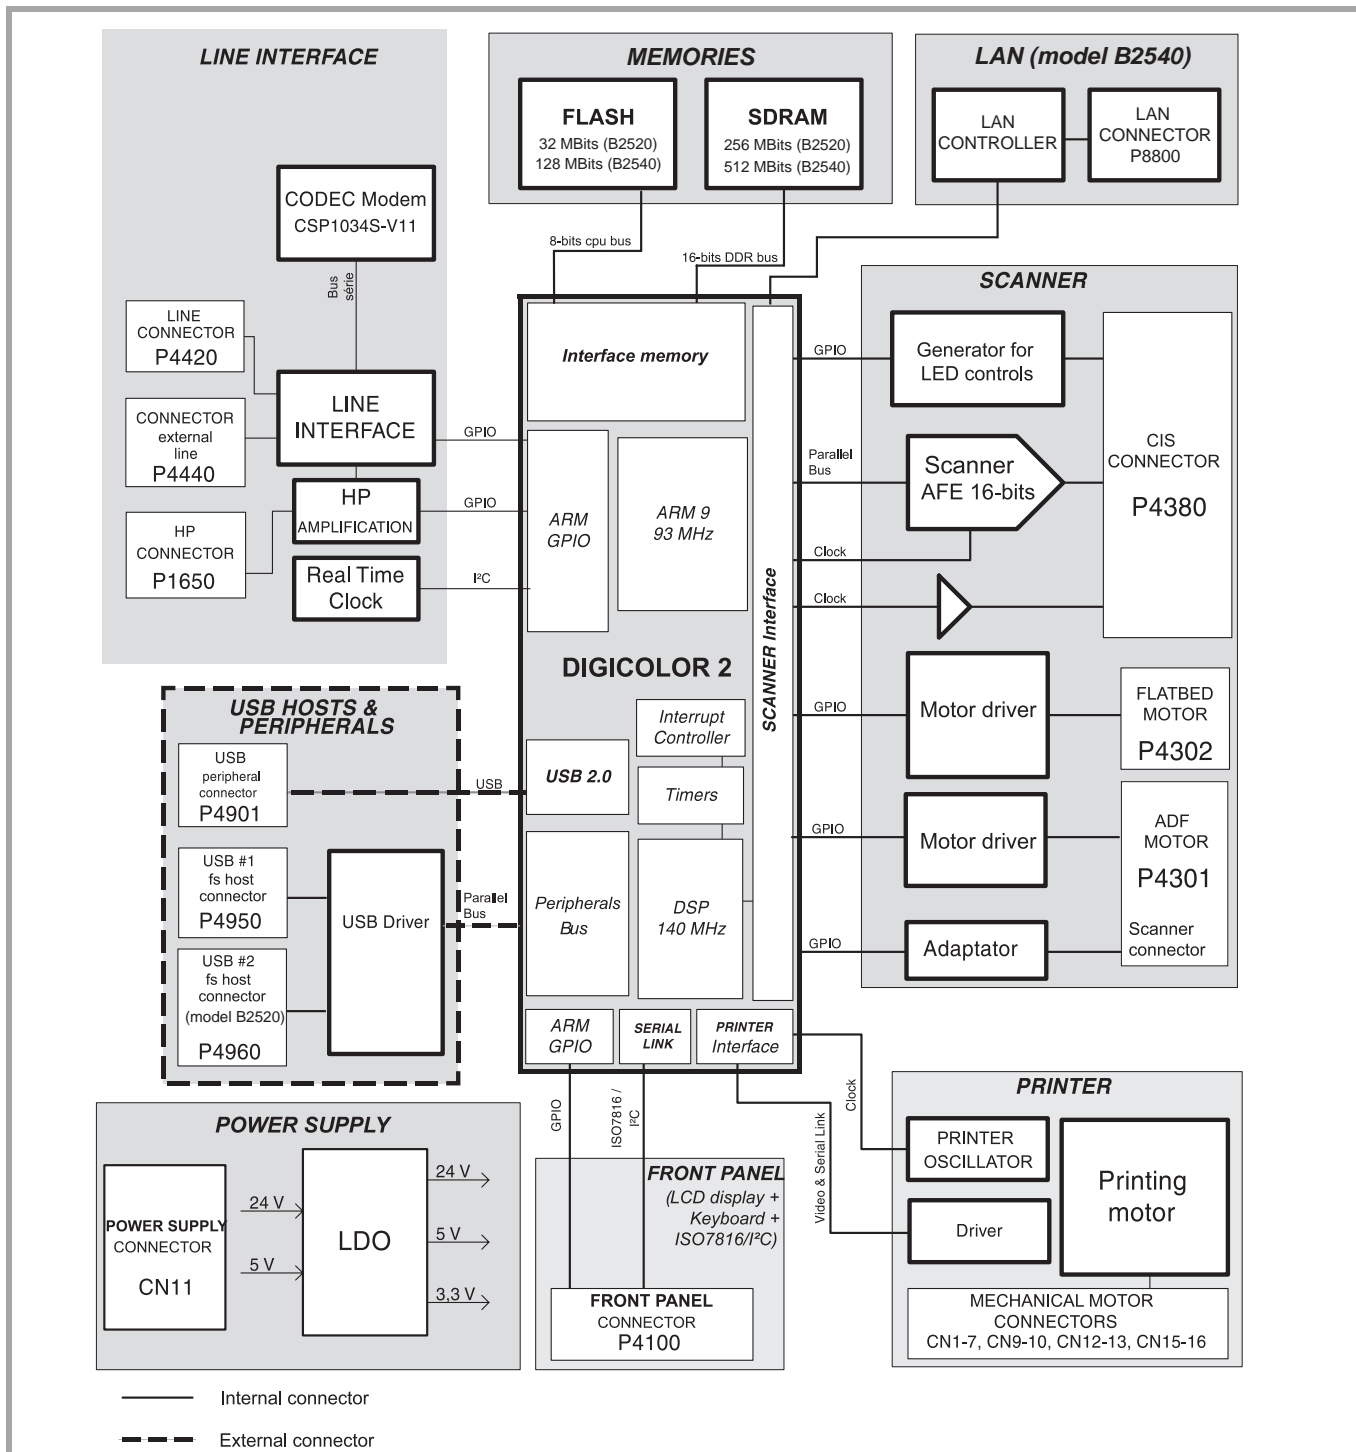 LINE INTERFACE
CODEC Modem
CSP1034S-V11
Bus
série
LINE
CONNECTOR
P4420
CONNECTOR
external
line
P4440
HP
CONNECTOR
P1650
LINE
INTERFACE
HP
AMPLIFICATION
Real Time
Clock
GPIO
GPIO
I²C
MEMORIES
FLASH
32 MBits (B2520)
128 MBits (B2540)
SDRAM
256 MBits (B2520)
512 MBits (B2540)
8-bits cpu bus
16-bits DDR bus
LAN (model B2540)
LAN
CONTROLLER
LAN
CONNECTOR
P8800
Interface memory
ARM
GPIO
ARM 9
93 MHz
SCANNER Interface
DIGICOLOR 2
Interrupt
Controller
USB 2.0
Timers
Peripherals
Bus
DSP
140 MHz
ARM
GPIO
SERIAL
LINK
PRINTER
Interface
SCANNER
GPIO
Generator for
LED controls
Parallel
Bus
Scanner
AFE 16-bits
CIS
CONNECTOR
P4380
Clock
Clock
GPIO
Motor driver
FLATBED
MOTOR
P4302
GPIO
Motor driver
ADF
MOTOR
P4301
GPIO
Adaptator
Scanner
connector
USB HOSTS &
PERIPHERALS
USB
peripheral
connector
P4901
USB
USB #1
fs host
connector
P4950
USB #2
fs host
connector
(model B2520)
P4960
USB Driver
Parallel
Bus
POWER SUPPLY
POWER SUPPLY
CONNECTOR
CN11
24 V
5 V
LDO
24 V
5 V
3,3 V
GPIO
ISO7816 /
I²C
FRONT PANEL
(LCD display +
Keyboard +
ISO7816/I²C)
FRONT PANEL
CONNECTOR
P4100
Video & Serial Link
Clock
PRINTER
PRINTER
OSCILLATOR
Driver
Printing
motor
MECHANICAL MOTOR
CONNECTORS
CN1-7, CN9-10, CN12-13, CN15-16
Internal connector
External connector